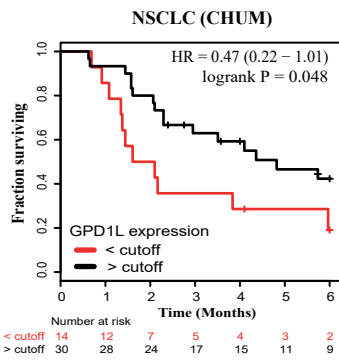 NSCLC (CHUM)
HR = 0.47 (0.22 − 1.01)
logrank P = 0.048
Fraction surviving
1.0
0.8
0.6
0.4
0.2
0.0
GPD1L expression
< cutoff
> cutoff
0 1 2 3 4 5 6
Time (Months)
Number at risk
< cutoff 14 12 7 5 4 3 2
> cutoff 30 28 24 17 15 11 9